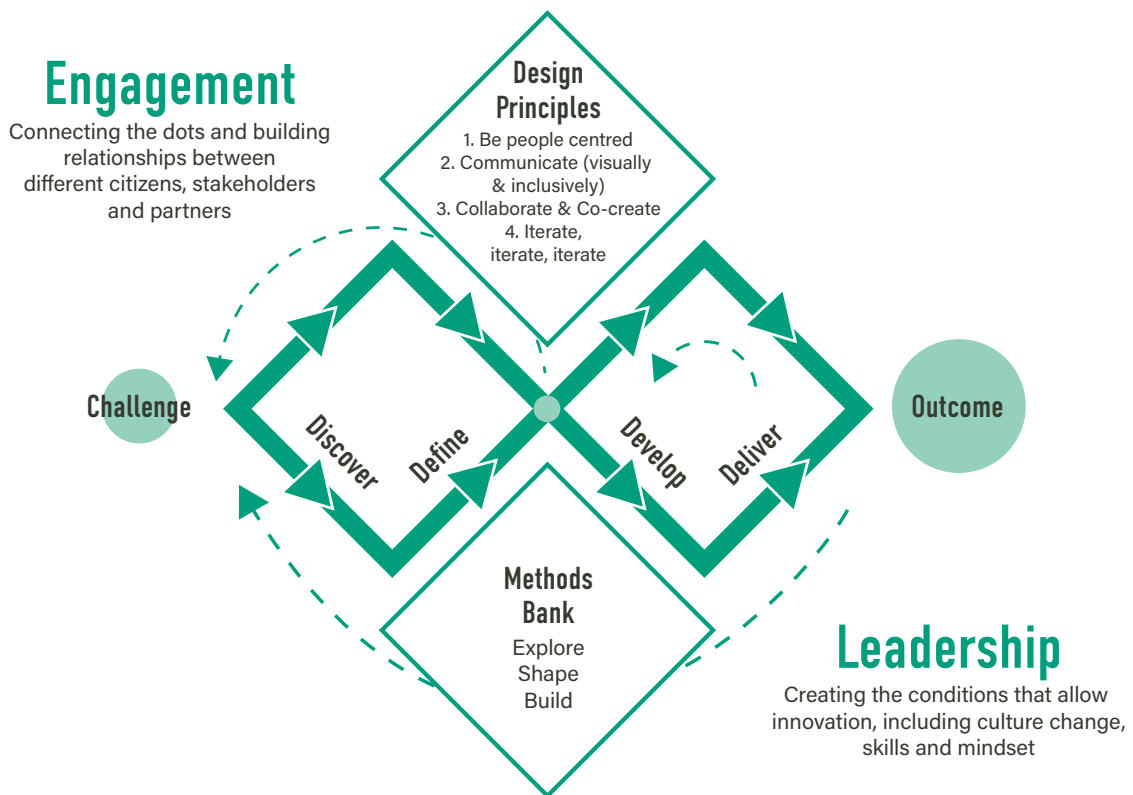 Engagement
Connecting the dots and building
relationships between
different citizens, stakeholders
and partners
Design
Principles
1. Be people centred
2. Communicate (visually
& inclusively)
3. Collaborate & Co-create
4. Iterate,
iterate, iterate
Challenge
Discover
Define
Develop
Deliver
Outcome
Methods
Bank
Explore
Shape
Build
Leadership
Creating the conditions that allow
innovation, including culture change,
skills and mindset